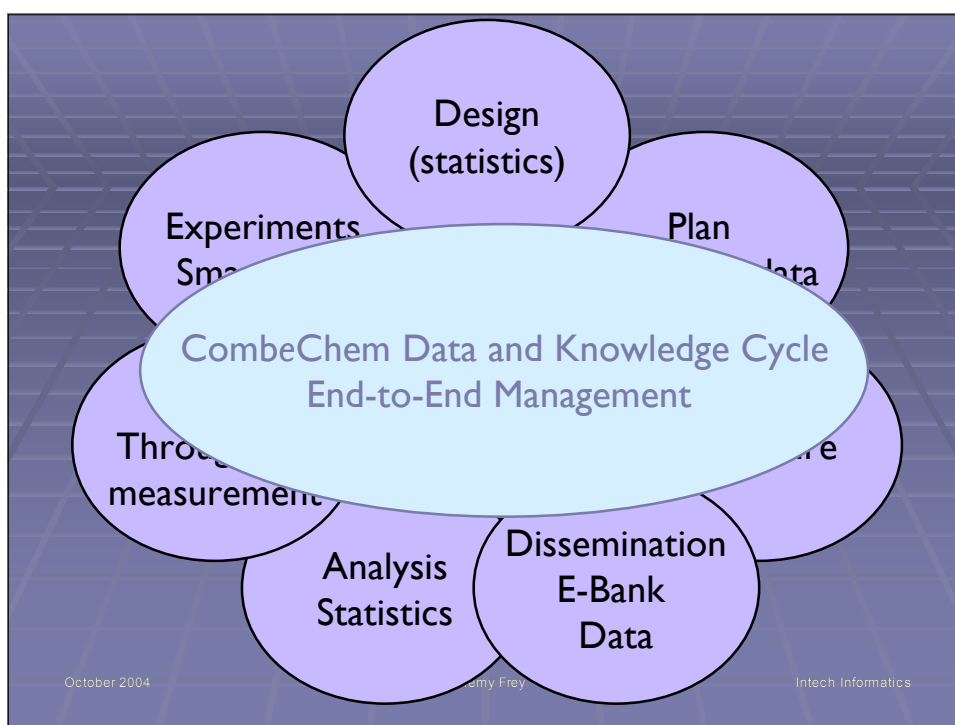 Design
(statistics)
Experiments
Plan
CombeChem Data and Knowledge Cycle
End-to-End Management
measurement
Analysis
Statistics
Dissemination
E-Bank
Data
October 2004
Frey
Intech Informatics